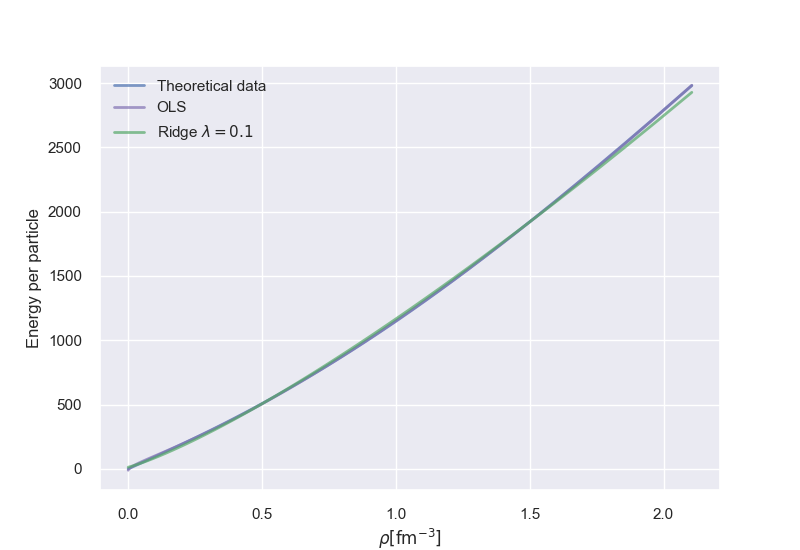 3000
2500
2000
1500
1000
500
0
Energy per particle
Theoretical data
OLS
Ridge λ = 0.1
0.0
0.5
1.0
1.5
2.0
ρ[fm⁻³]